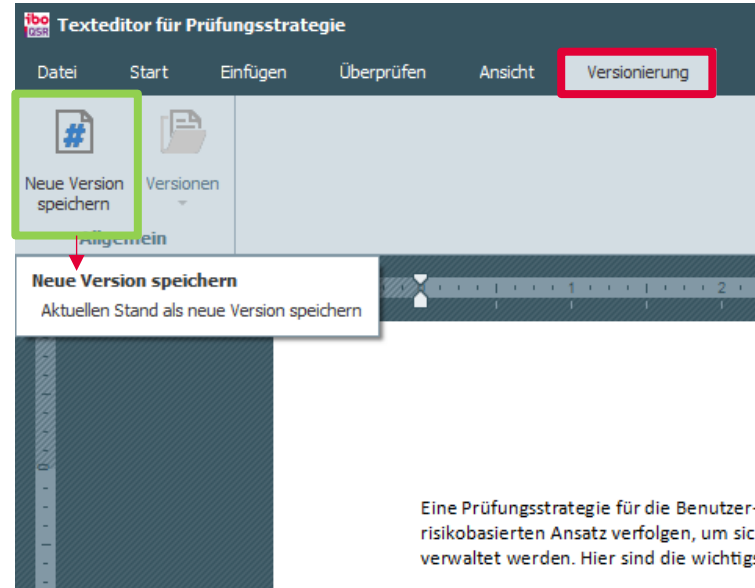 ibo
QSR
Texteditor für Prüfungsstrategie
Datei Start Einfügen Überprüfen Ansicht Versionierung
#
Neue Version
speichern
Versionen
Allgemein
Neue Version speichern
Aktuellen Stand als neue Version speichern
1 2
0
Eine Prüfungsstrategie für die Benutzer-
risikobasierten Ansatz verfolgen, um sic
verwaltet werden. Hier sind die wichtigs